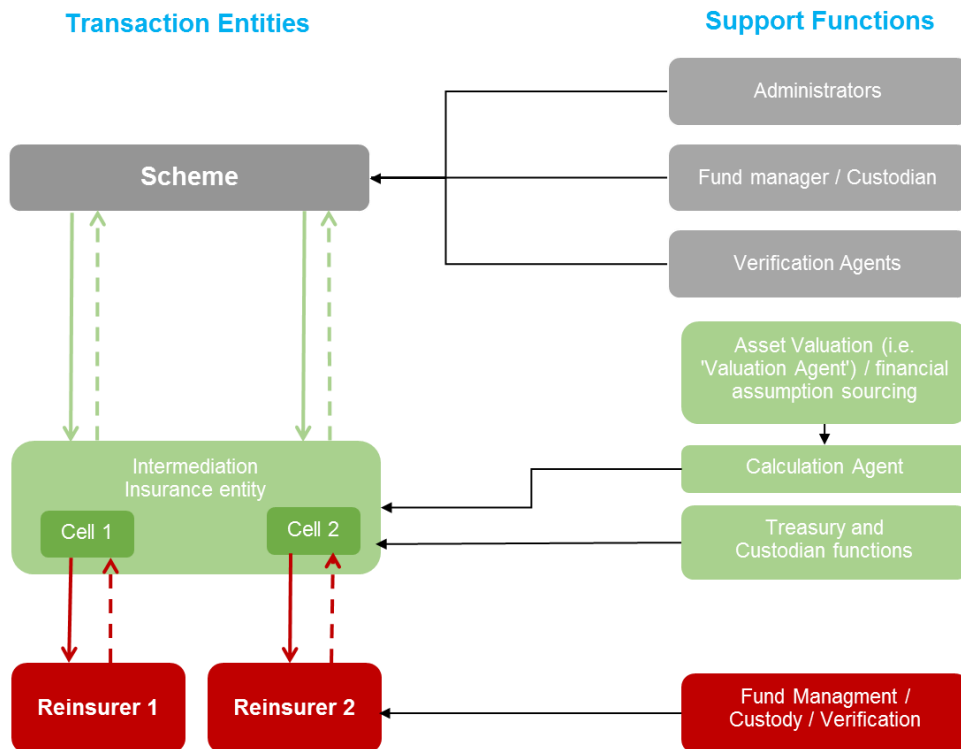 Transaction Entities
Support Functions
Administrators
Scheme
Fund manager / Custodian
Verification Agents
Asset Valuation (i.e.
'Valuation Agent') / financial
assumption sourcing
Intermediation
Insurance entity
Calculation Agent
Cell 1
Cell 2
Treasury and
Custodian functions
Reinsurer 1
Reinsurer 2
Fund Managment /
Custody / Verification